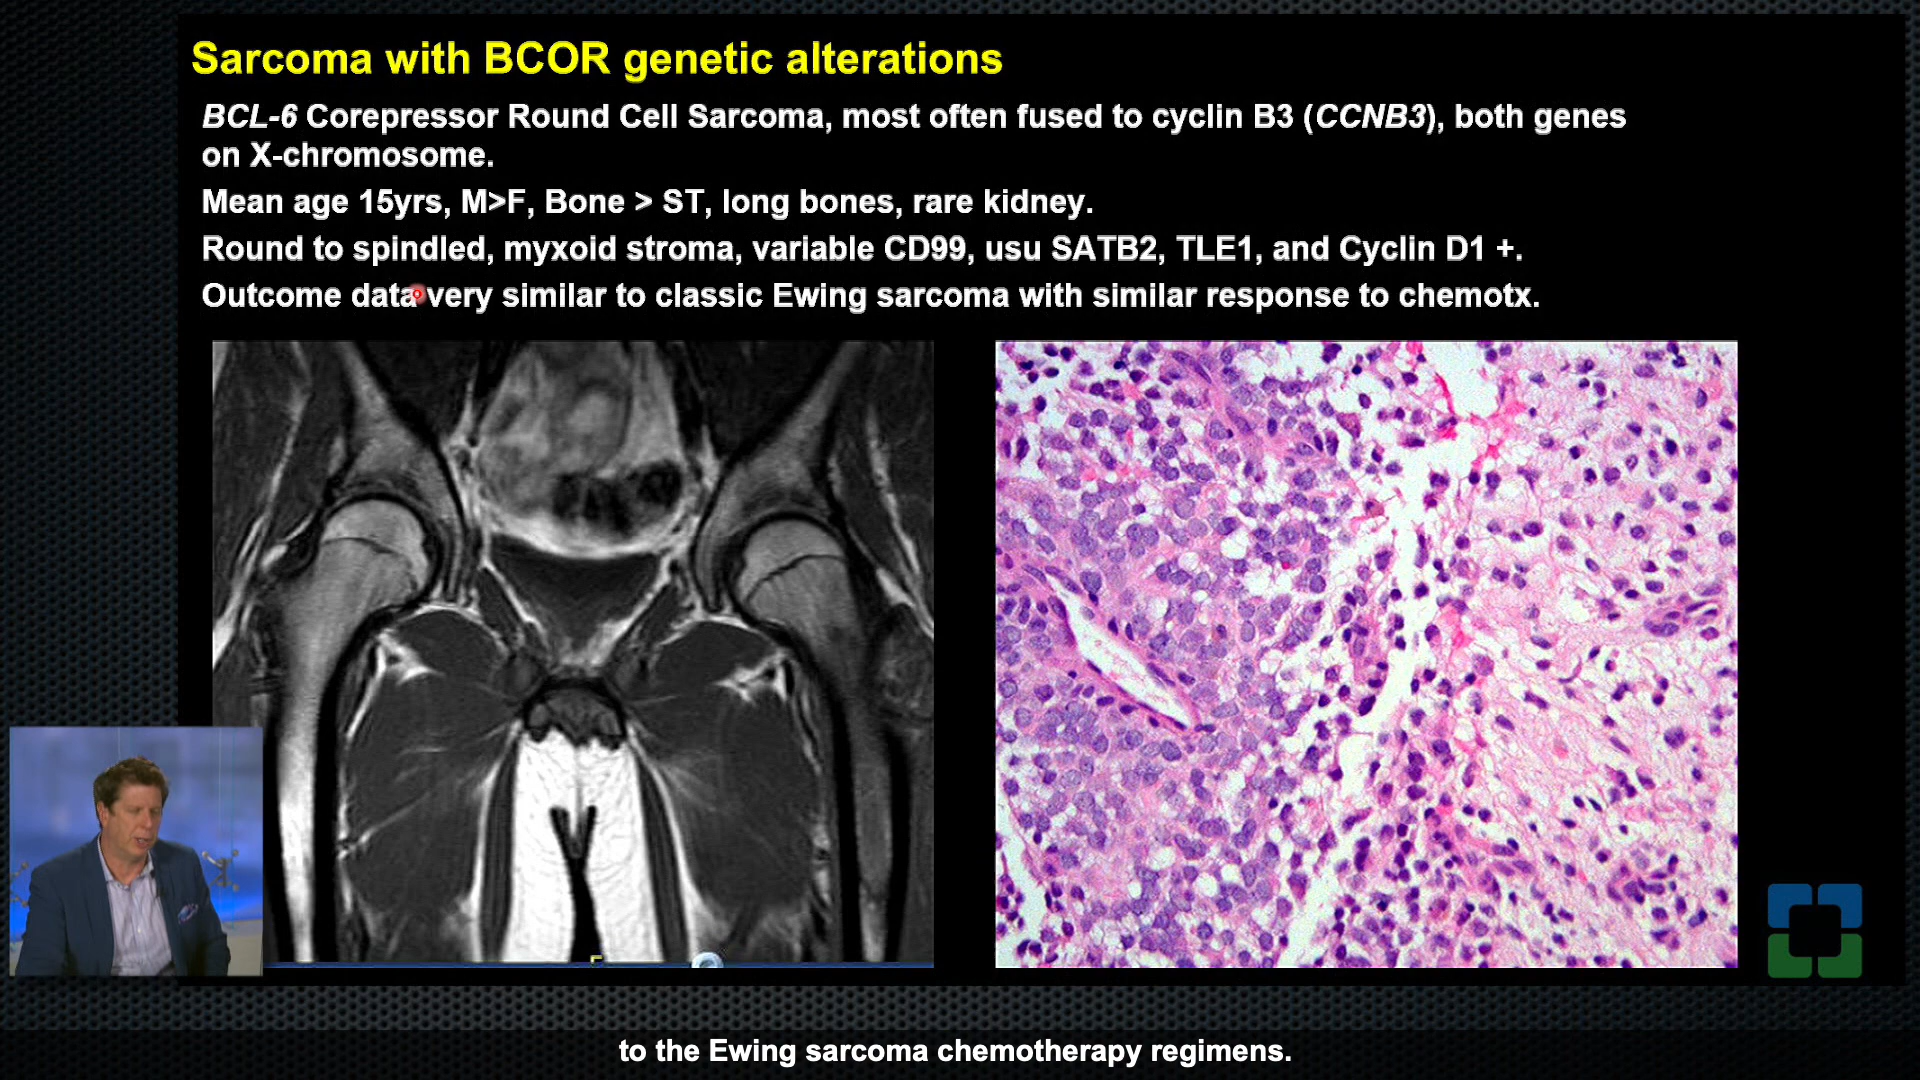 Sarcoma with BCOR genetic alterations
BCL-6 Corepressor Round Cell Sarcoma, most often fused to cyclin B3 (CCNB3), both genes
on X-chromosome.
Mean age 15yrs, M>F, Bone > ST, long bones, rare kidney.
Round to spindled, myxoid stroma, variable CD99, usu SATB2, TLE1, and Cyclin D1 +.
Outcome data very similar to classic Ewing sarcoma with similar response to chemotx.
to the Ewing sarcoma chemotherapy regimens.